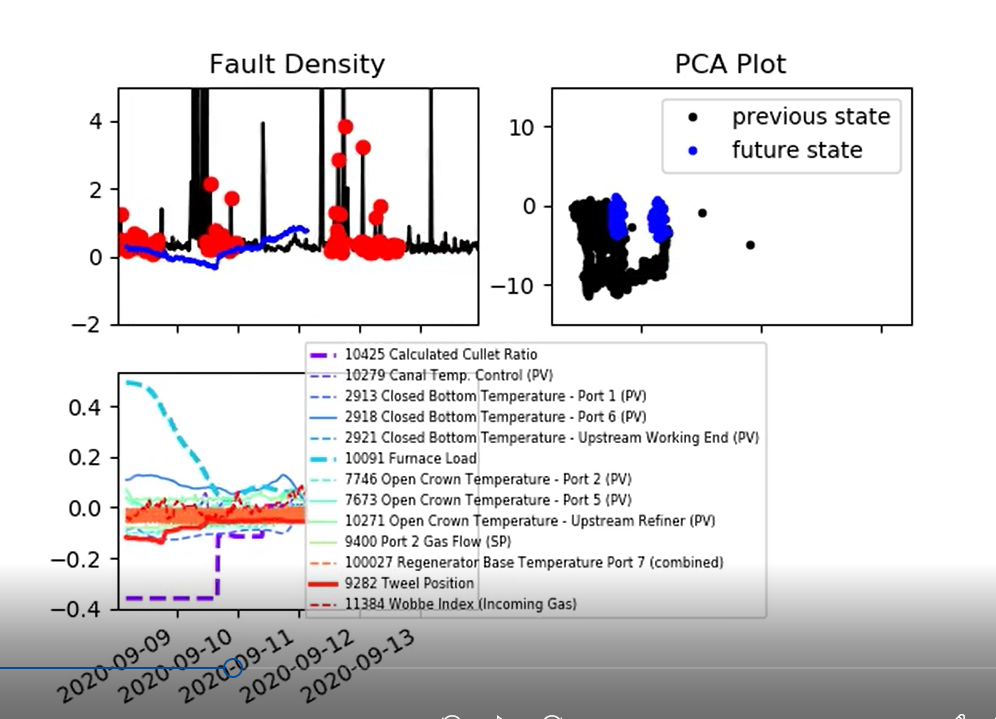 Fault Density
4
2
0
−2
PCA Plot
previous state
future state
10
0
−10
0.4
0.2
0.0
−0.2
−0.4
10425 Calculated Cullet Ratio
10279 Canal Temp. Control (PV)
2913 Closed Bottom Temperature - Port 1 (PV)
2918 Closed Bottom Temperature - Port 6 (PV)
2921 Closed Bottom Temperature - Upstream Working End (PV)
10091 Furnace Load
7746 Open Crown Temperature - Port 2 (PV)
7673 Open Crown Temperature - Port 5 (PV)
10271 Open Crown Temperature - Upstream Refiner (PV)
9400 Port 2 Gas Flow (SP)
100027 Regenerator Base Temperature Port 7 (combined)
9282 Tweel Position
11384 Wobbe Index (Incoming Gas)
2020-09-09
2020-09-10
2020-09-11
2020-09-12
2020-09-13